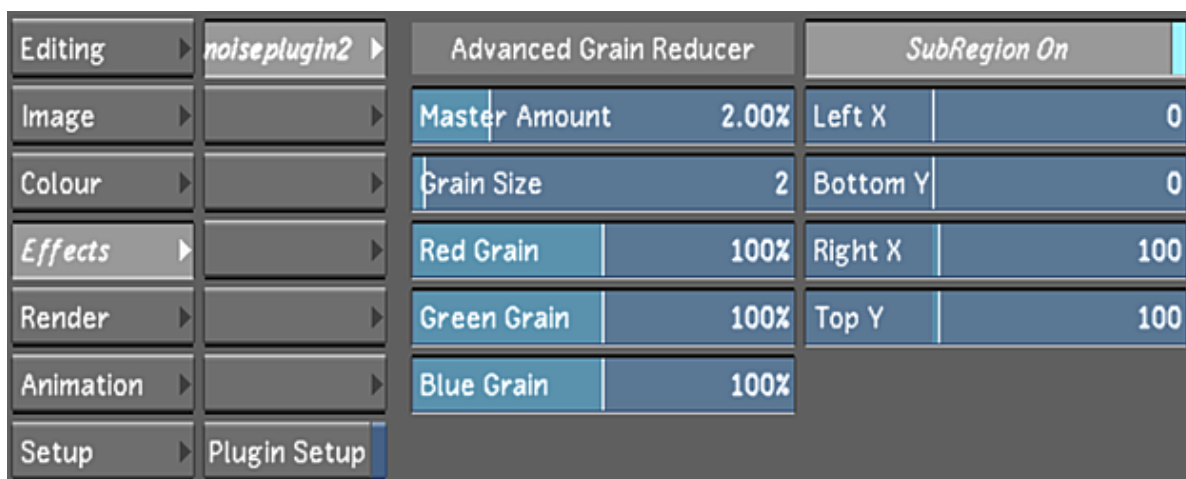 Editing
noiseplugin2
Advanced Grain Reducer
SubRegion On
Image
Master Amount 2.00%
Left X 0
Colour
Grain Size 2
Bottom Y 0
Effects
Red Grain 100%
Right X 100
Render
Green Grain 100%
Top Y 100
Animation
Blue Grain 100%
Setup
Plugin Setup